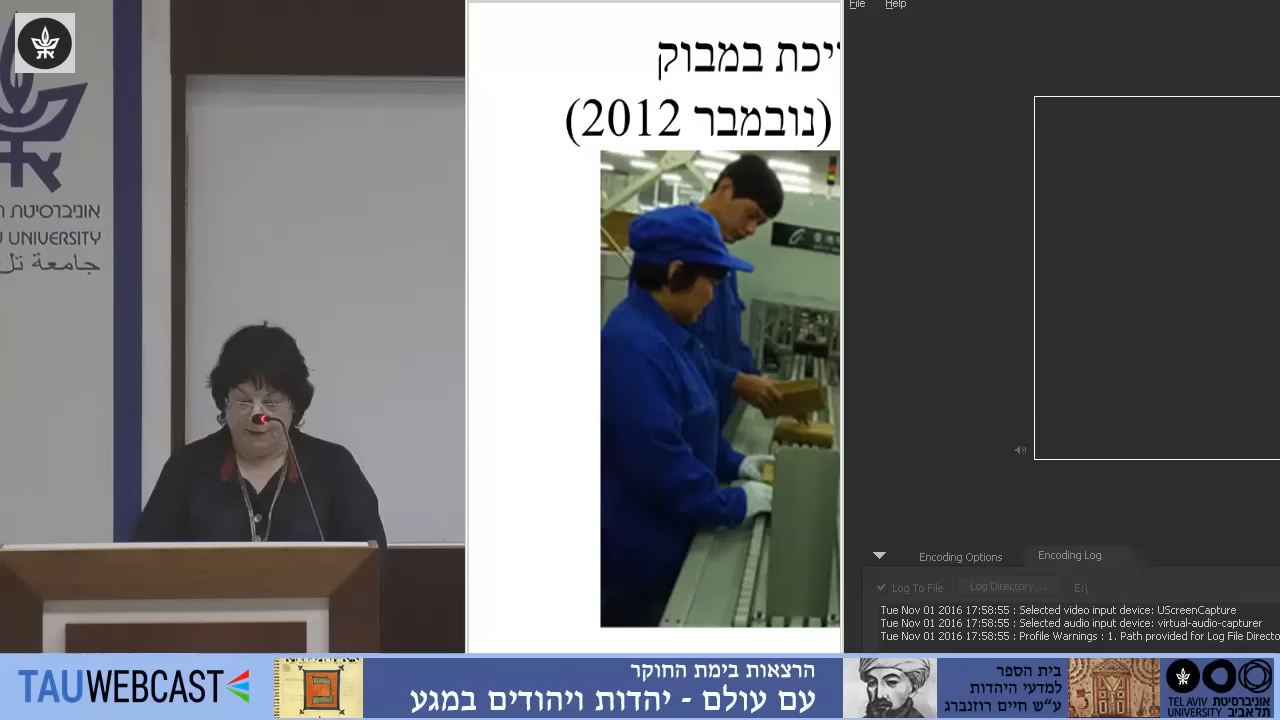 אוניברסיטת
UNIVERSITY
جامعة تل
יכת במבוק
(נובמבר 2012)
File Help
Encoding Options
Encoding Log
Log To File
Log Directory...
E:\
Tue Nov 01 2016 17:58:55 : Selected video input device: UScreenCapture
Tue Nov 01 2016 17:58:55 : Selected audio input device: virtual-audio-capturer
Tue Nov 01 2016 17:58:55 : Profile Warnings : 1. Path provided for Log File Directo
TAUWEBCAST
הרצאות בימת החוקר
עם עולם - יהדות ויהודים במגע
בית הספר
למדעי היהדות
ע״ש חיים רוזנברג
TEL AVIV אוניברסיטת
UNIVERSITY תל אביב